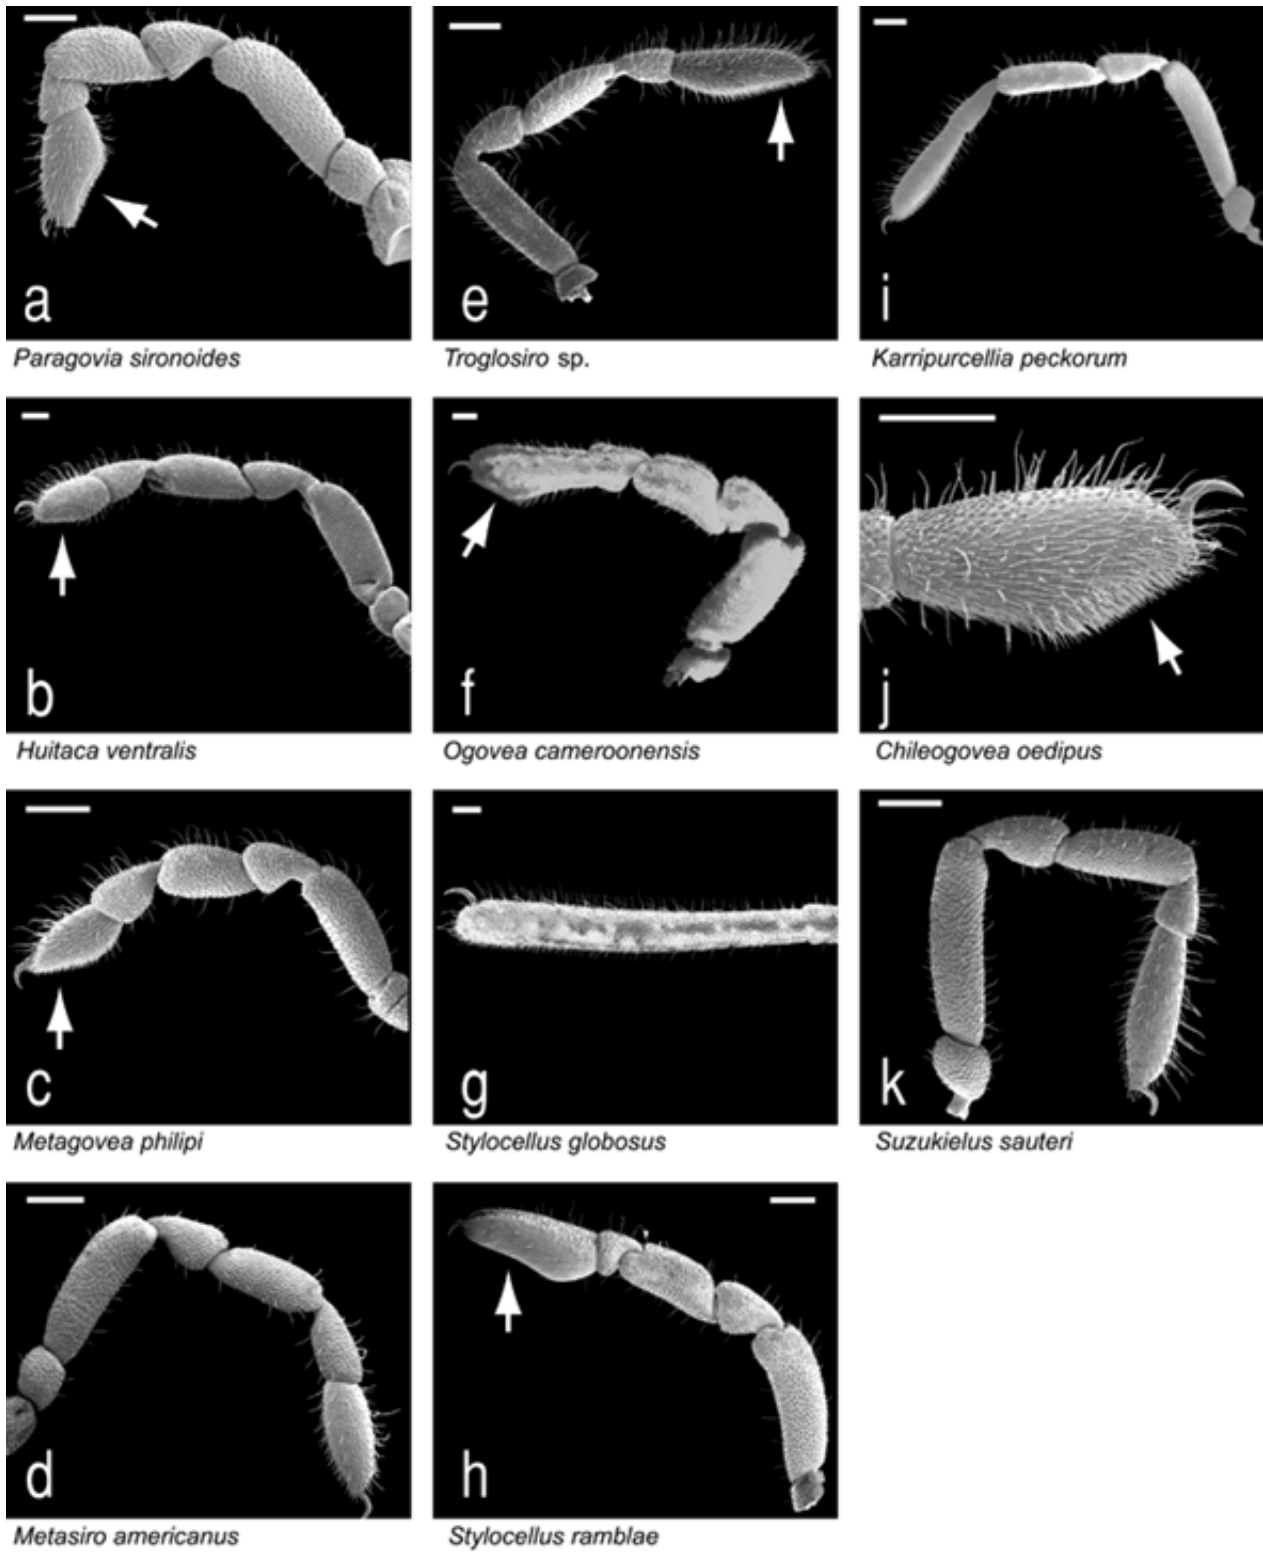 a
Paragovia sironoides
e
Troglosiro sp.
i
Karripurcellia peckorum
b
Huitaca ventralis
f
Ogovea cameroonensis
j
Chileogovea oedipus
c
Metagovea philipi
g
Stylocellus globosus
k
Suzukielus sauteri
d
Metasiro americanus
h
Stylocellus ramblae